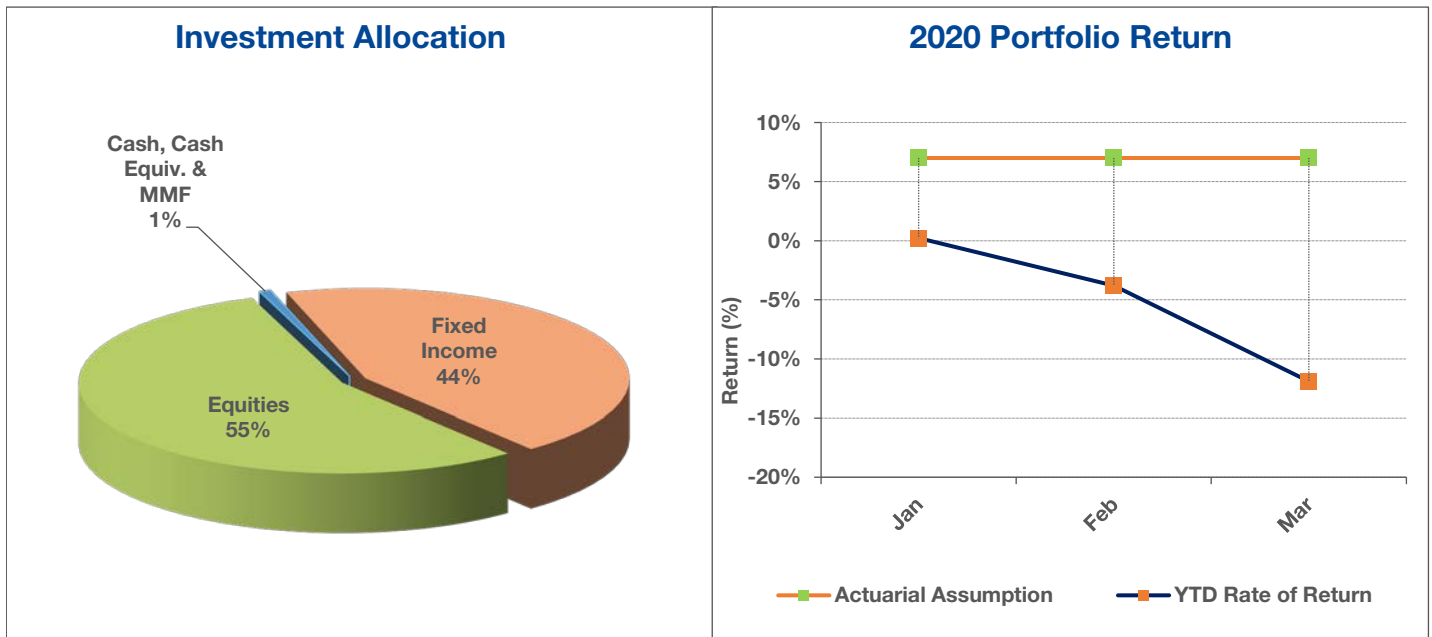 Investment Allocation
Cash, Cash
Equiv. &
MMF
1%
Fixed
Income
44%
Equities
55%
2020 Portfolio Return
10%
5%
0%
-5%
-10%
-15%
-20%
Return (%)
Jan
Feb
Mar
Actuarial Assumption
YTD Rate of Return